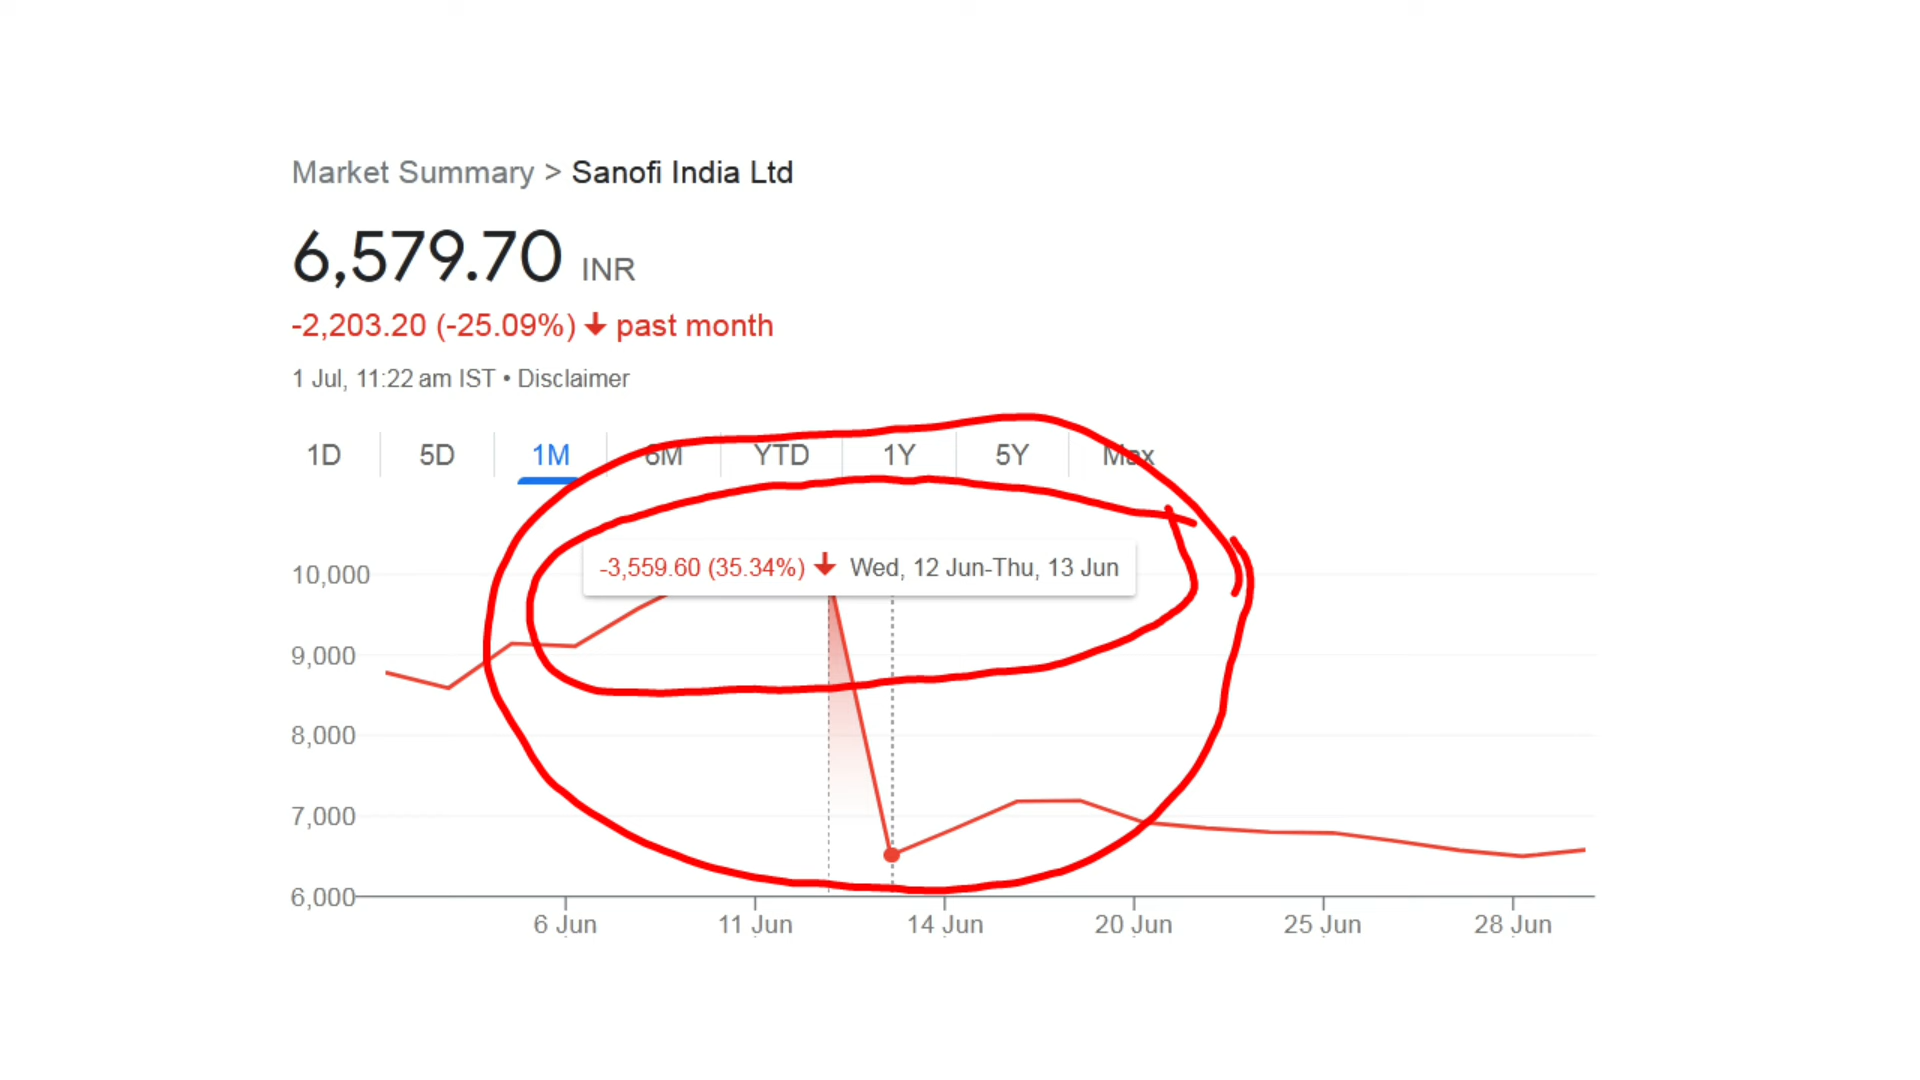 Market Summary > Sanofi India Ltd
6,579.70 INR
-2,203.20 (-25.09%) ↓ past month
1 Jul, 11:22 am IST • Disclaimer
1D 5D 1M 6M YTD 1Y 5Y Max
-3,559.60 (35.34%) ↓ Wed, 12 Jun-Thu, 13 Jun
10,000
9,000
8,000
7,000
6,000
6 Jun 11 Jun 14 Jun 20 Jun 25 Jun 28 Jun